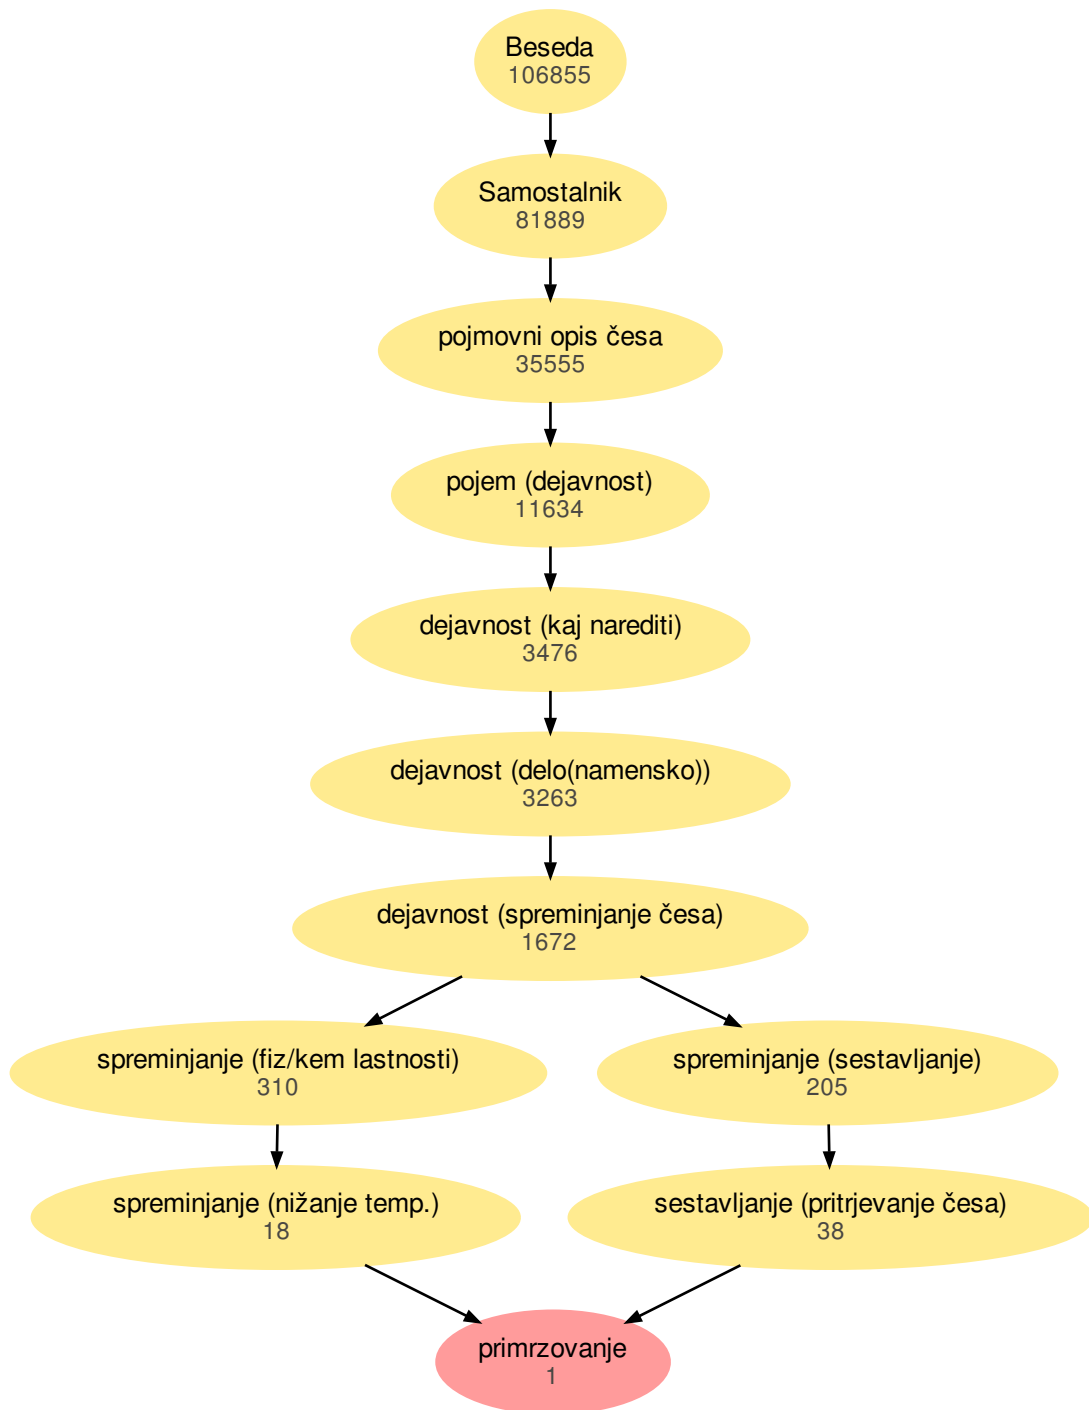 Beseda
106855
Samostalnik
81889
pojmovni opis česa
35555
pojem (dejavnost)
11634
dejavnost (kaj narediti)
3476
dejavnost (delo(namensko))
3263
dejavnost (spreminjanje česa)
1672
spreminjanje (fiz/kem lastnosti)
310
spreminjanje (sestavljanje)
205
spreminjanje (nižanje temp.)
18
sestavljanje (pritrjevanje česa)
38
primrzovanje
1